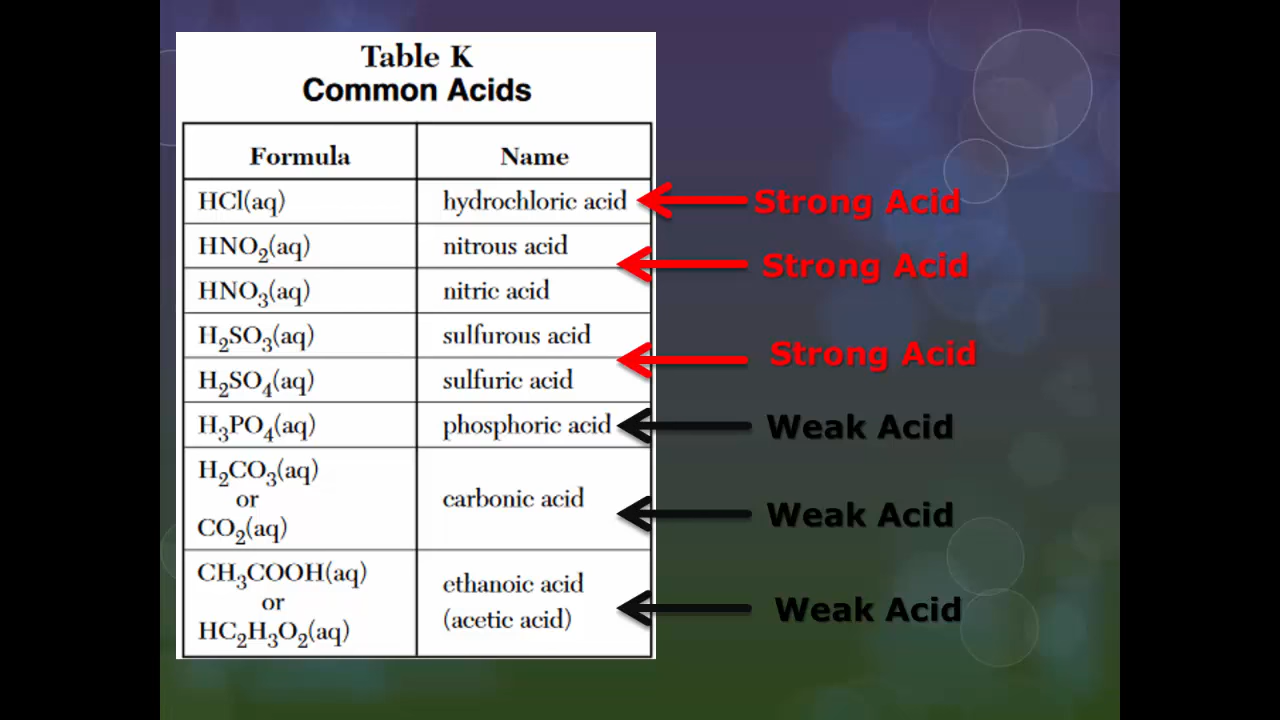 Table K
Common Acids
Formula Name
HCl(aq) hydrochloric acid Strong Acid
HNO₂(aq) nitrous acid
Strong Acid
HNO₃(aq) nitric acid
H₂SO₃(aq) sulfurous acid
Strong Acid
H₂SO₄(aq) sulfuric acid
H₃PO₄(aq) phosphoric acid Weak Acid
H₂CO₃(aq)
or
carbonic acid
Weak Acid
CO₂(aq)
CH₃COOH(aq)
ethanoic acid
or
Weak Acid
(acetic acid)
HC₂H₃O₂(aq)